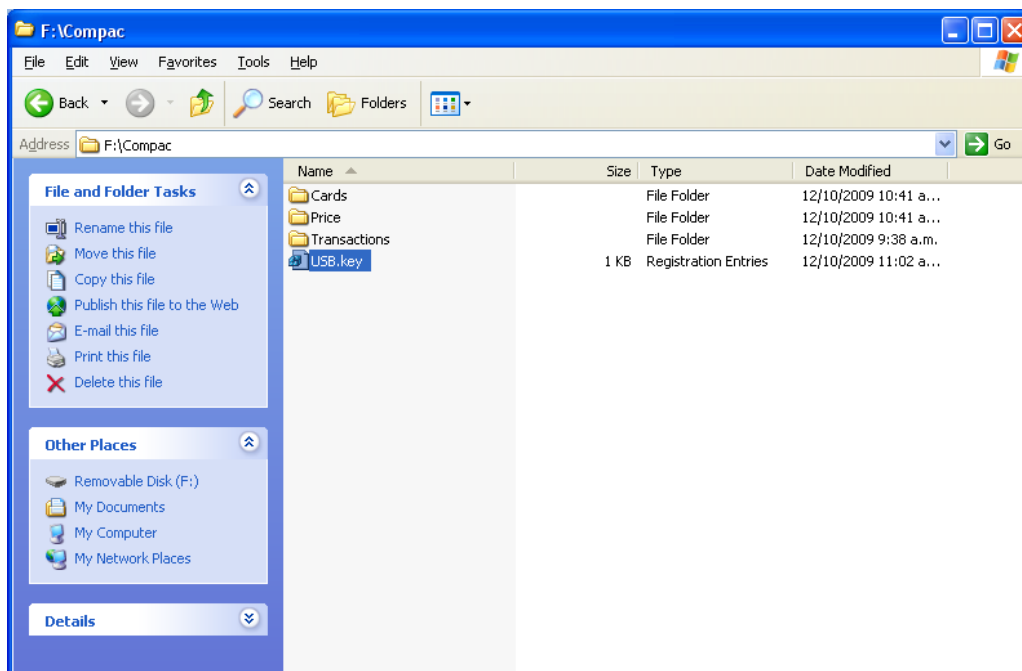 F:\Compac
File Edit View Favorites Tools Help
Back Search Folders
Address F:\Compac Go
Name Size Type Date Modified
Cards File Folder 12/10/2009 10:41 a...
Price File Folder 12/10/2009 10:41 a...
Transactions File Folder 12/10/2009 9:38 a.m.
USB.key 1 KB Registration Entries 12/10/2009 11:02 a...
File and Folder Tasks
Rename this file
Move this file
Copy this file
Publish this file to the Web
E-mail this file
Print this file
Delete this file
Other Places
Removable Disk (F:)
My Documents
My Computer
My Network Places
Details